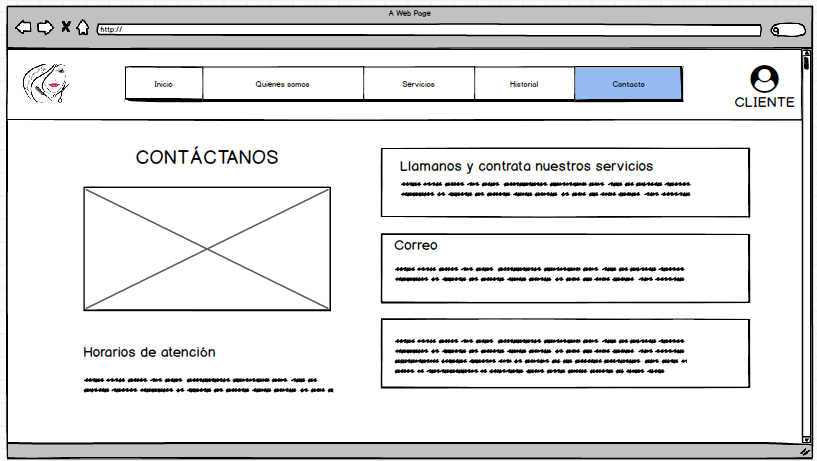 A Web Page
http://
Inicio
Quienes somos
Servicios
Historial
Contacto
CLIENTE
CONTÁCTANOS
Llamanos y contrata nuestros servicios
Correo
Horarios de atención